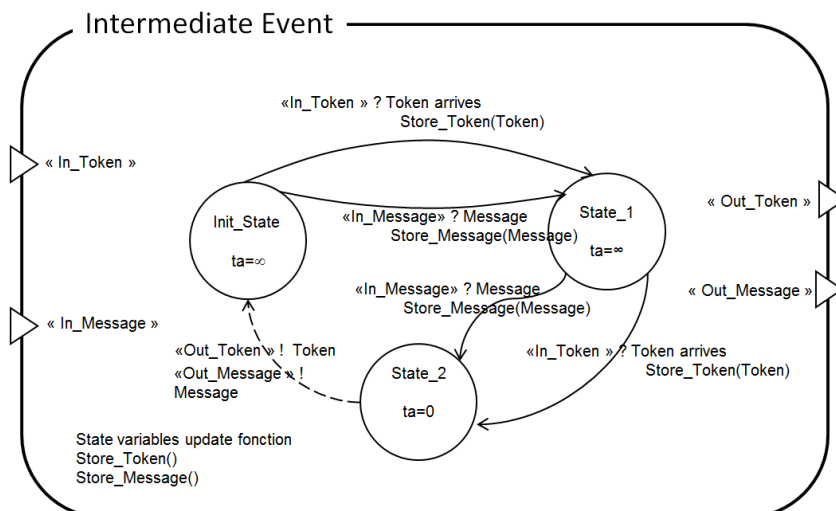 Intermediate Event
«In_Token » ? Token arrives
Store_Token(Token)
« In_Token »
Init_State
ta=∞
«In_Message» ? Message
Store_Message(Message)
State_1
ta=∞
« Out_Token »
«In_Message» ? Message
Store_Message(Message)
« Out_Message »
« In_Message »
«Out_Token » ! Token
«Out_Message » !
Message
«In_Token » ? Token arrives
Store_Token(Token)
State_2
ta=0
State variables update fonction
Store_Token()
Store_Message()